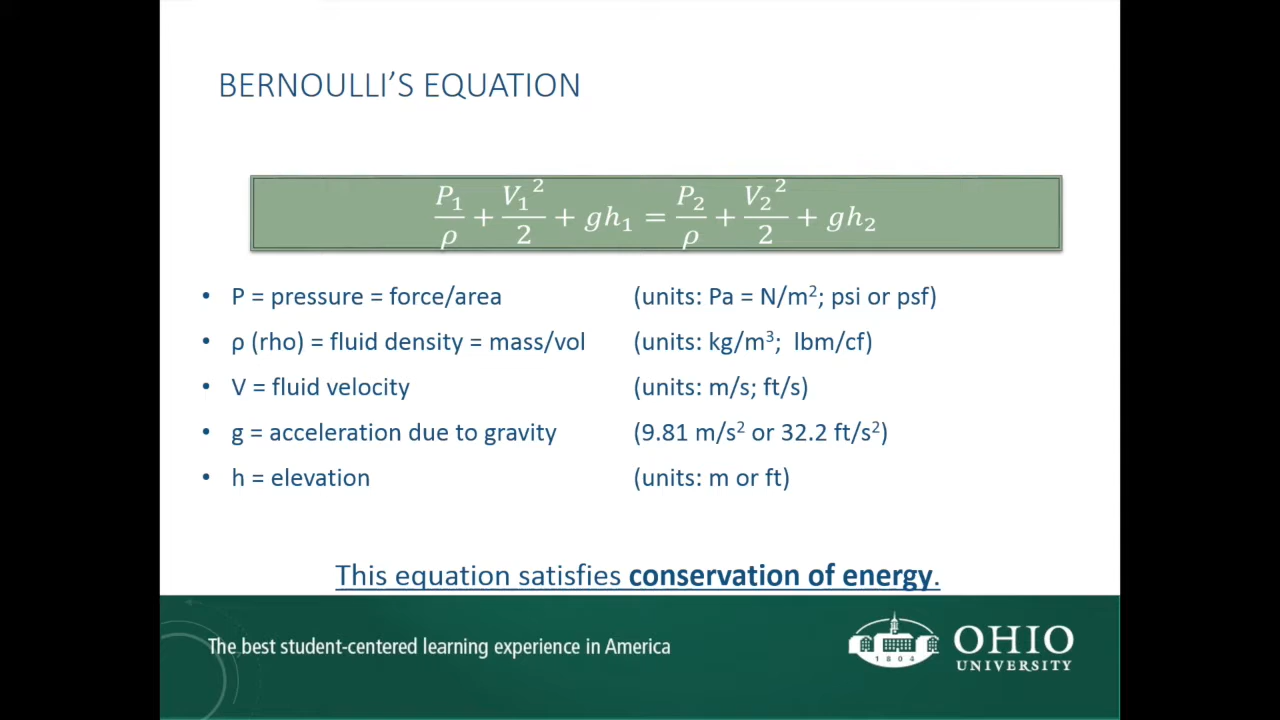 BERNOULLI'S EQUATION
P₁/ρ + V₁²/2 + gh₁ = P₂/ρ + V₂²/2 + gh₂
• P = pressure = force/area (units: Pa = N/m²; psi or psf)
• ρ (rho) = fluid density = mass/vol (units: kg/m³; lbm/cf)
• V = fluid velocity (units: m/s; ft/s)
• g = acceleration due to gravity (9.81 m/s² or 32.2 ft/s²)
• h = elevation (units: m or ft)
This equation satisfies conservation of energy.
The best student-centered learning experience in America
1804
OHIO
UNIVERSITY